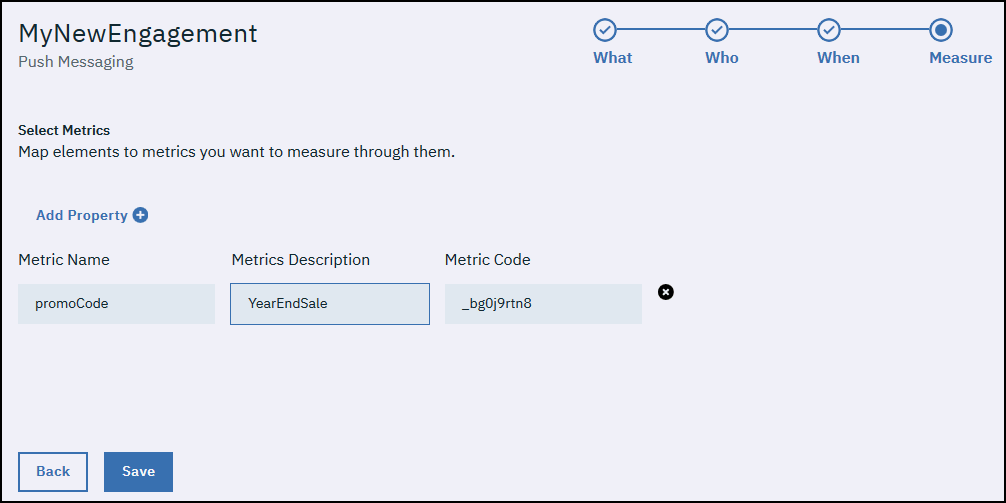 MyNewEngagement
Push Messaging
What Who When Measure
Select Metrics
Map elements to metrics you want to measure through them.
Add Property
Metric Name Metrics Description Metric Code
promoCode YearEndSale _bg0j9rtn8
Back Save